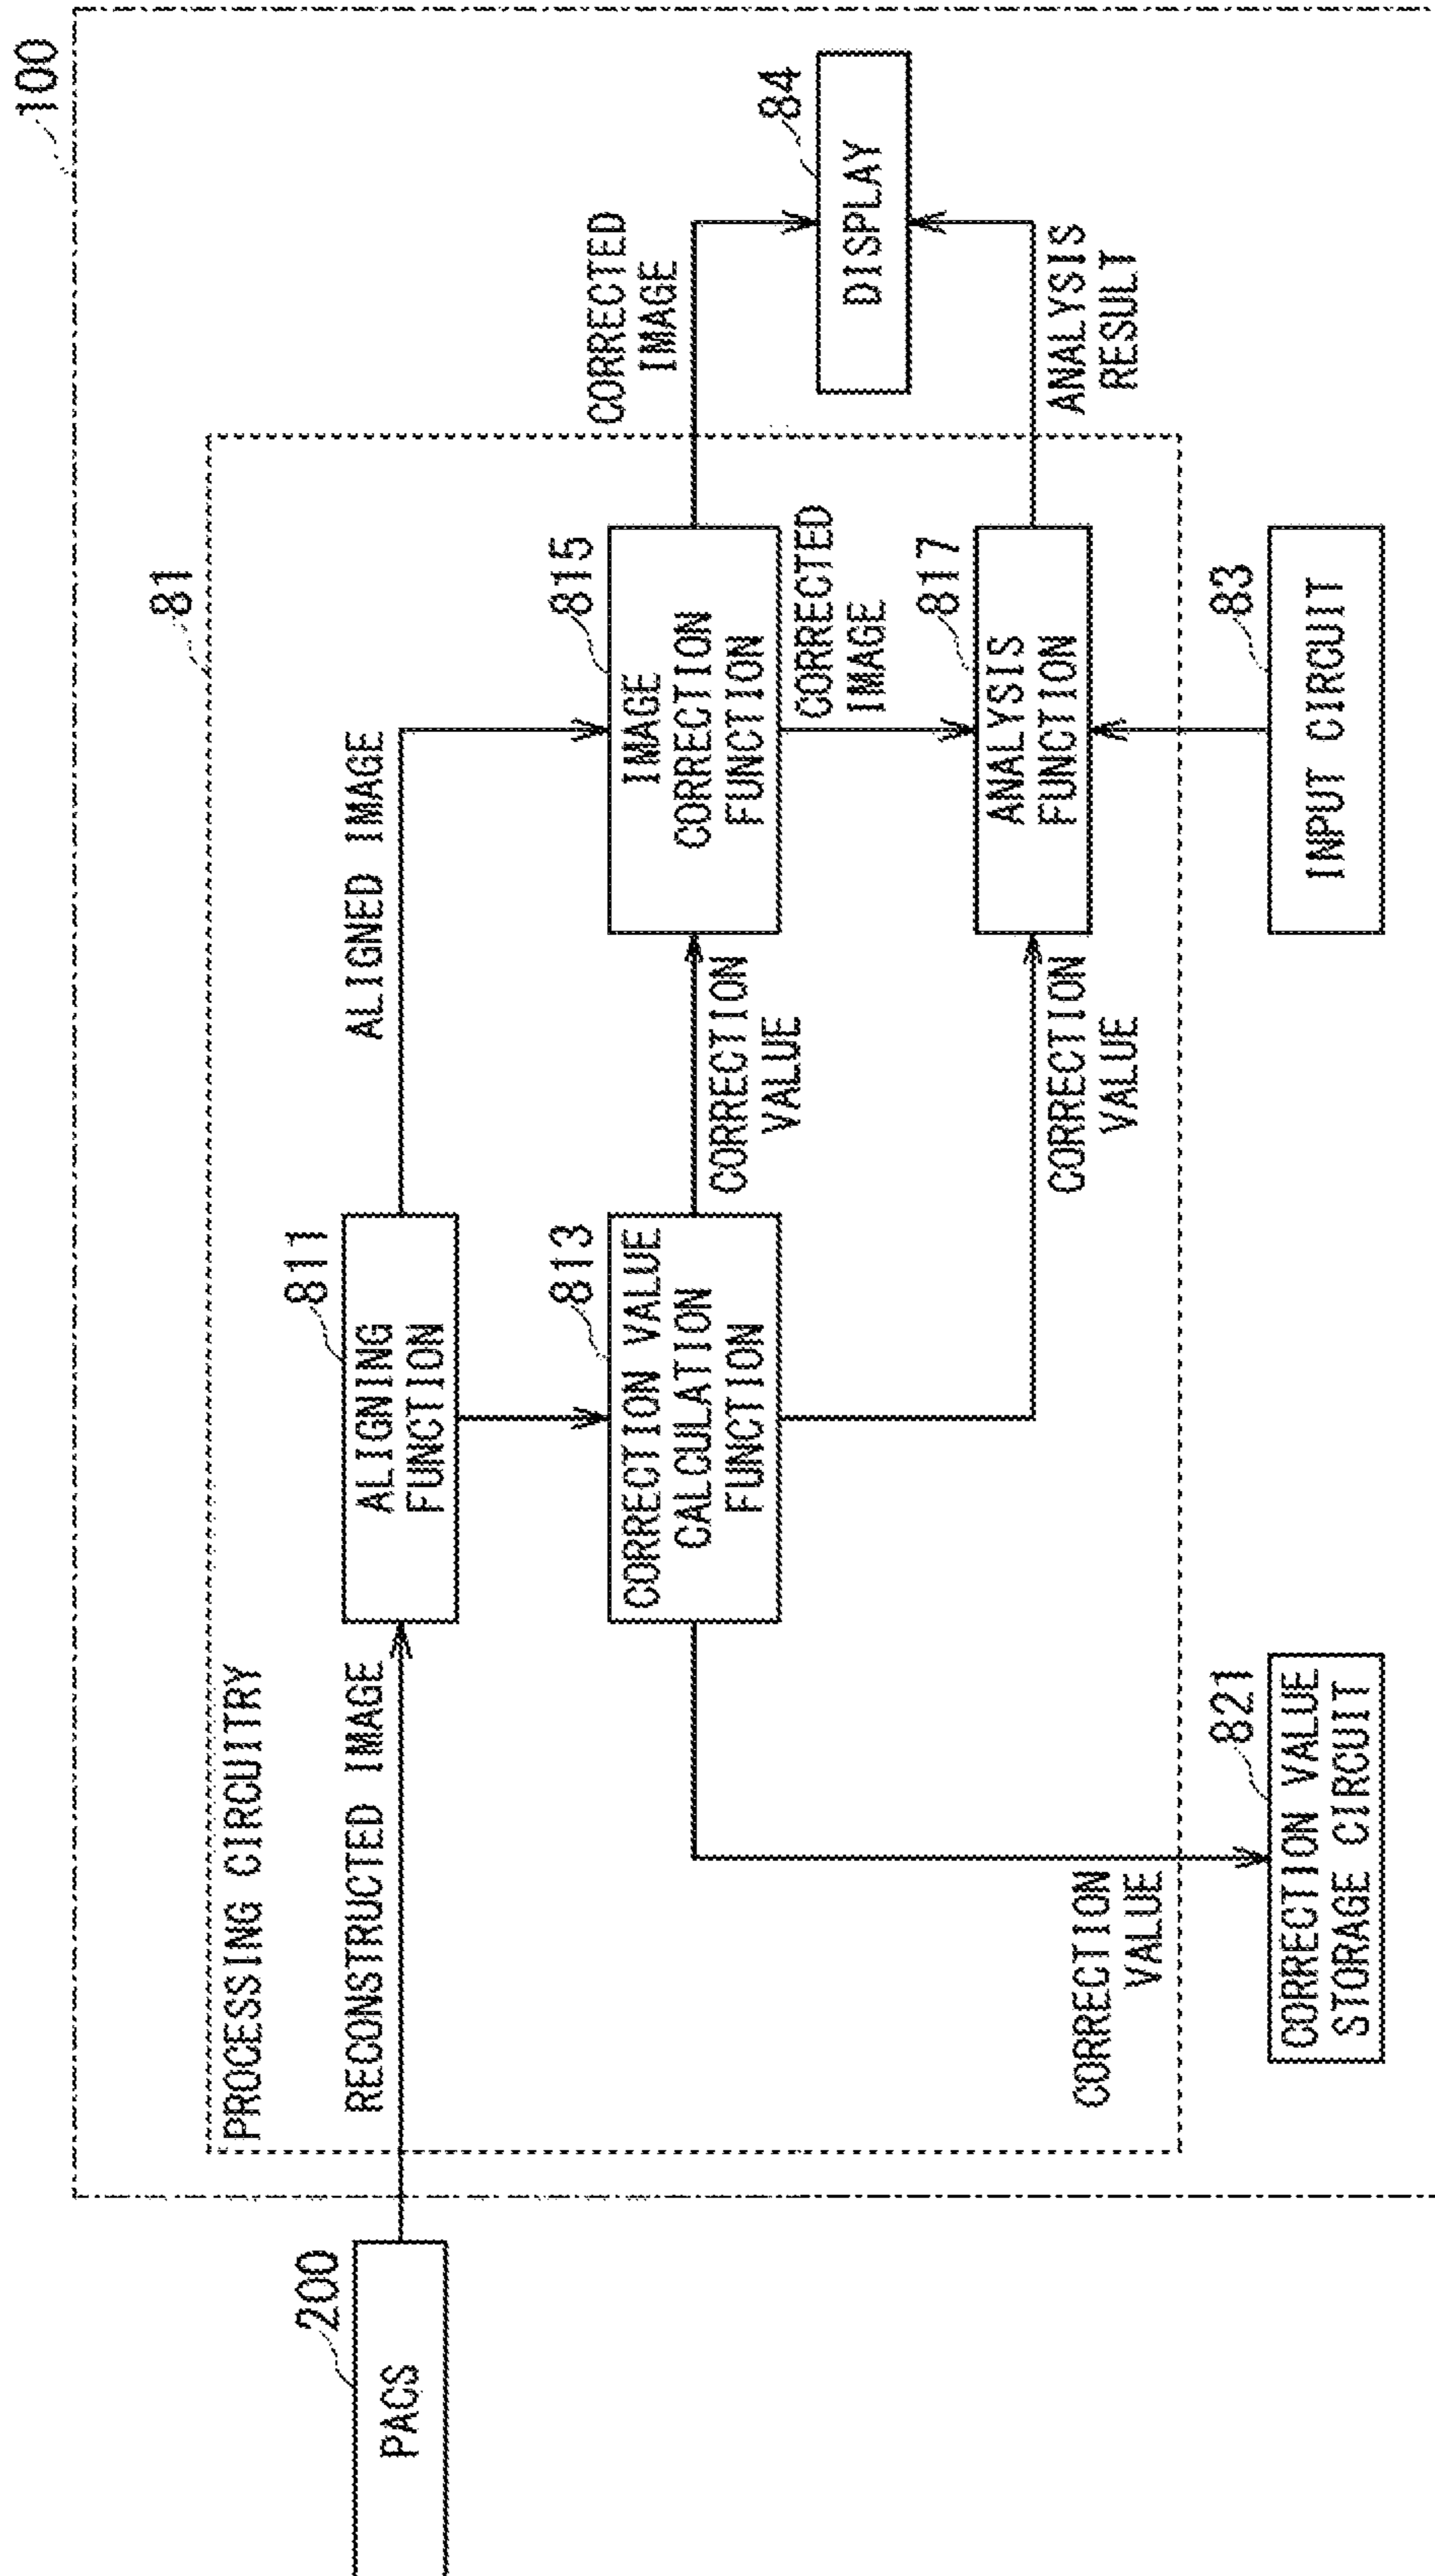 100
PROCESSING CIRCUITRY
81
PACS
200
RECONSTRUCTED IMAGE
ALIGNING
FUNCTION
811
ALIGNED IMAGE
CORRECTION VALUE
CALCULATION
FUNCTION
813
CORRECTION
VALUE
IMAGE
CORRECTION
FUNCTION
815
CORRECTED
IMAGE
CORRECTED
IMAGE
DISPLAY
84
CORRECTION
VALUE
ANALYSIS
FUNCTION
817
ANALYSIS
RESULT
CORRECTION
VALUE
CORRECTION VALUE
STORAGE CIRCUIT
821
INPUT CIRCUIT
83